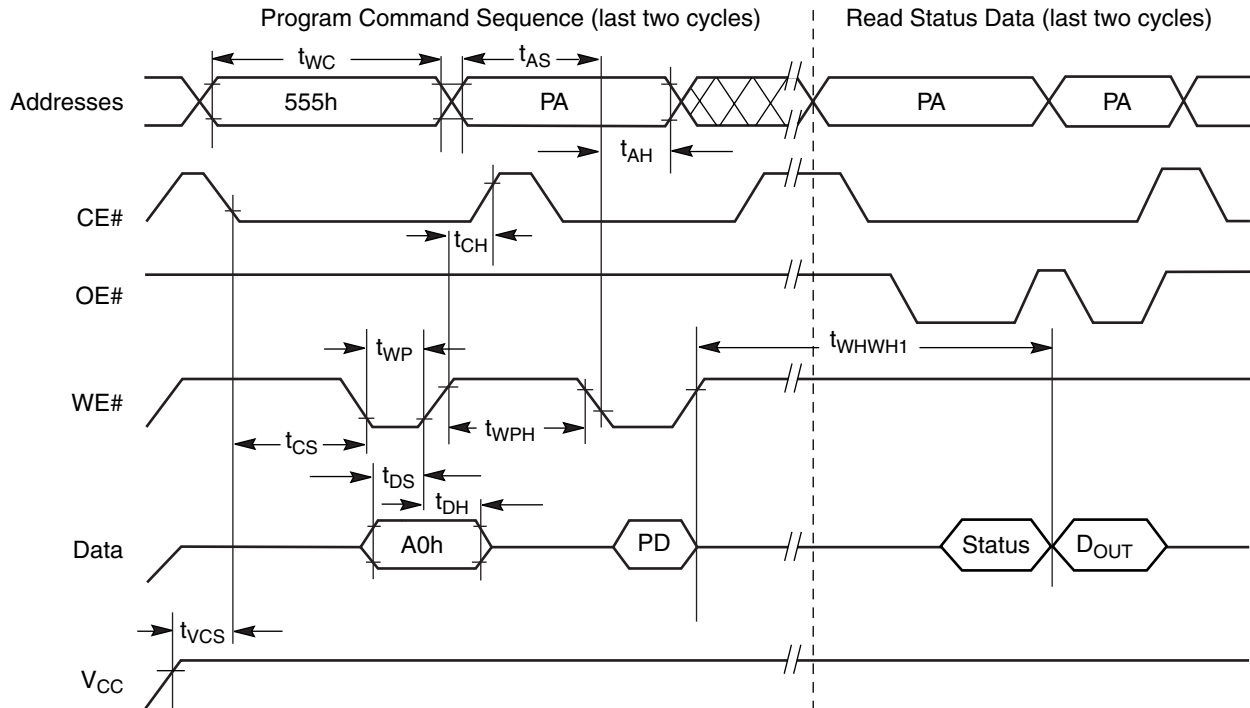 Program Command Sequence (last two cycles) Read Status Data (last two cycles)
tWC tAS
Addresses 555h PA PA PA
tAH
CE#
tCH
OE#
tWP tWHWH1
WE#
tCS tWPH
tDS
tDH
Data A0h PD Status DOUT
tVCS
VCC